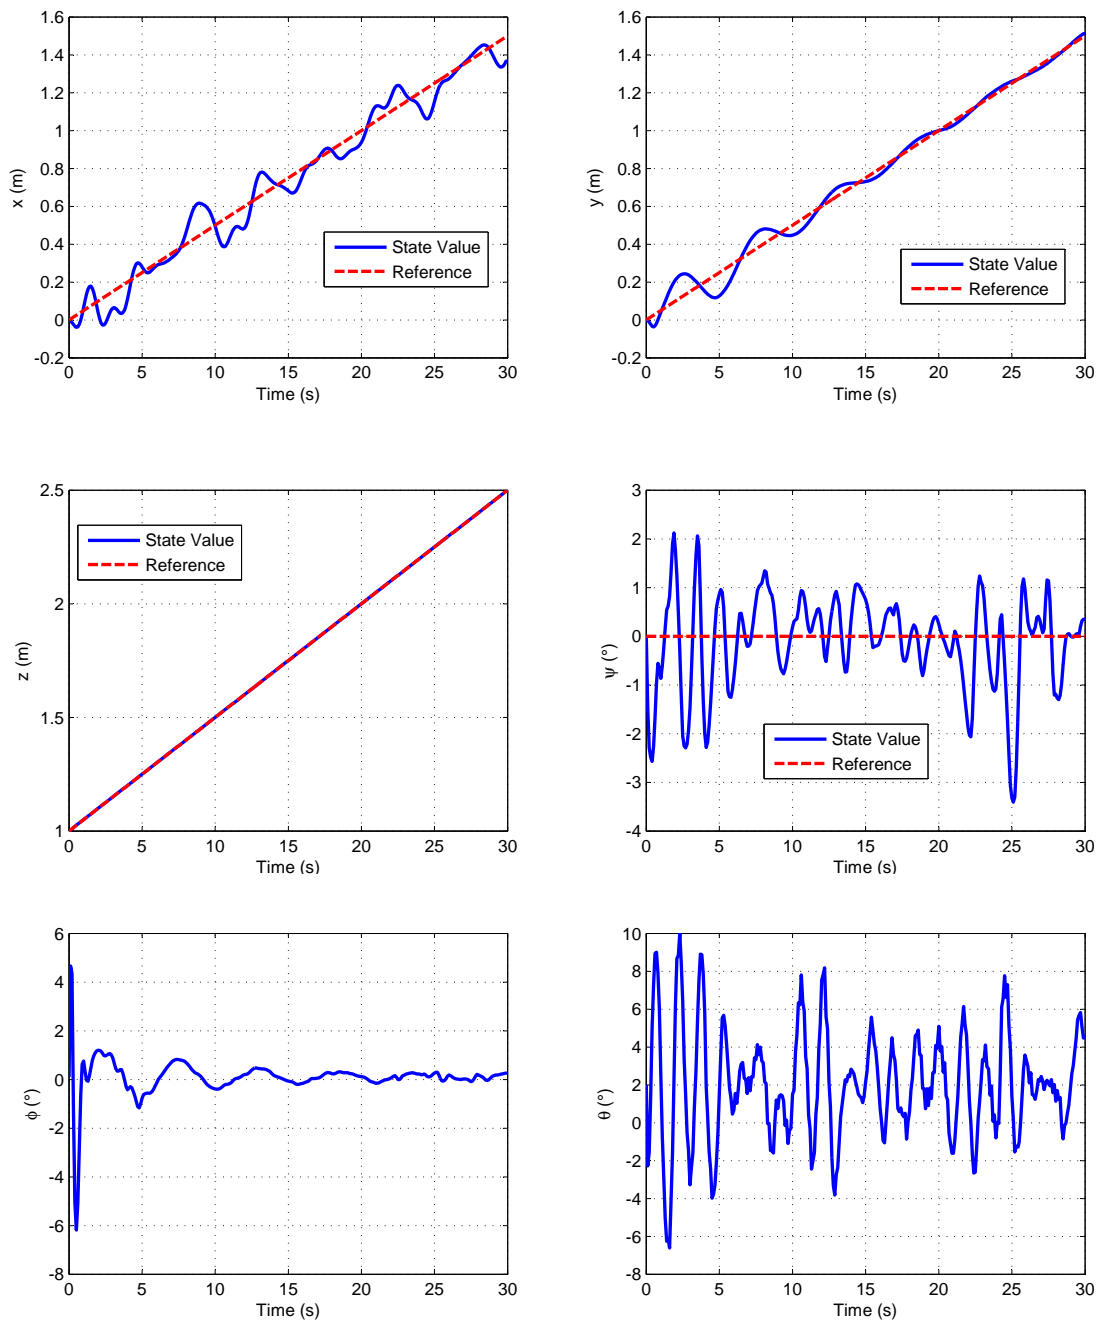 1.6
1.4
1.2
1
0.8
0.6
0.4
0.2
0
-0.2
x (m)
State Value
Reference
0 5 10 15 20 25 30
Time (s)
1.6
1.4
1.2
1
0.8
0.6
0.4
0.2
0
-0.2
y (m)
State Value
Reference
0 5 10 15 20 25 30
Time (s)
2.5
2
1.5
1
z (m)
State Value
Reference
0 5 10 15 20 25 30
Time (s)
3
2
1
0
-1
-2
-3
-4
ψ (°)
State Value
Reference
0 5 10 15 20 25 30
Time (s)
6
4
2
0
-2
-4
-6
-8
ϕ (°)
0 5 10 15 20 25 30
Time (s)
10
8
6
4
2
0
-2
-4
-6
-8
θ (°)
0 5 10 15 20 25 30
Time (s)